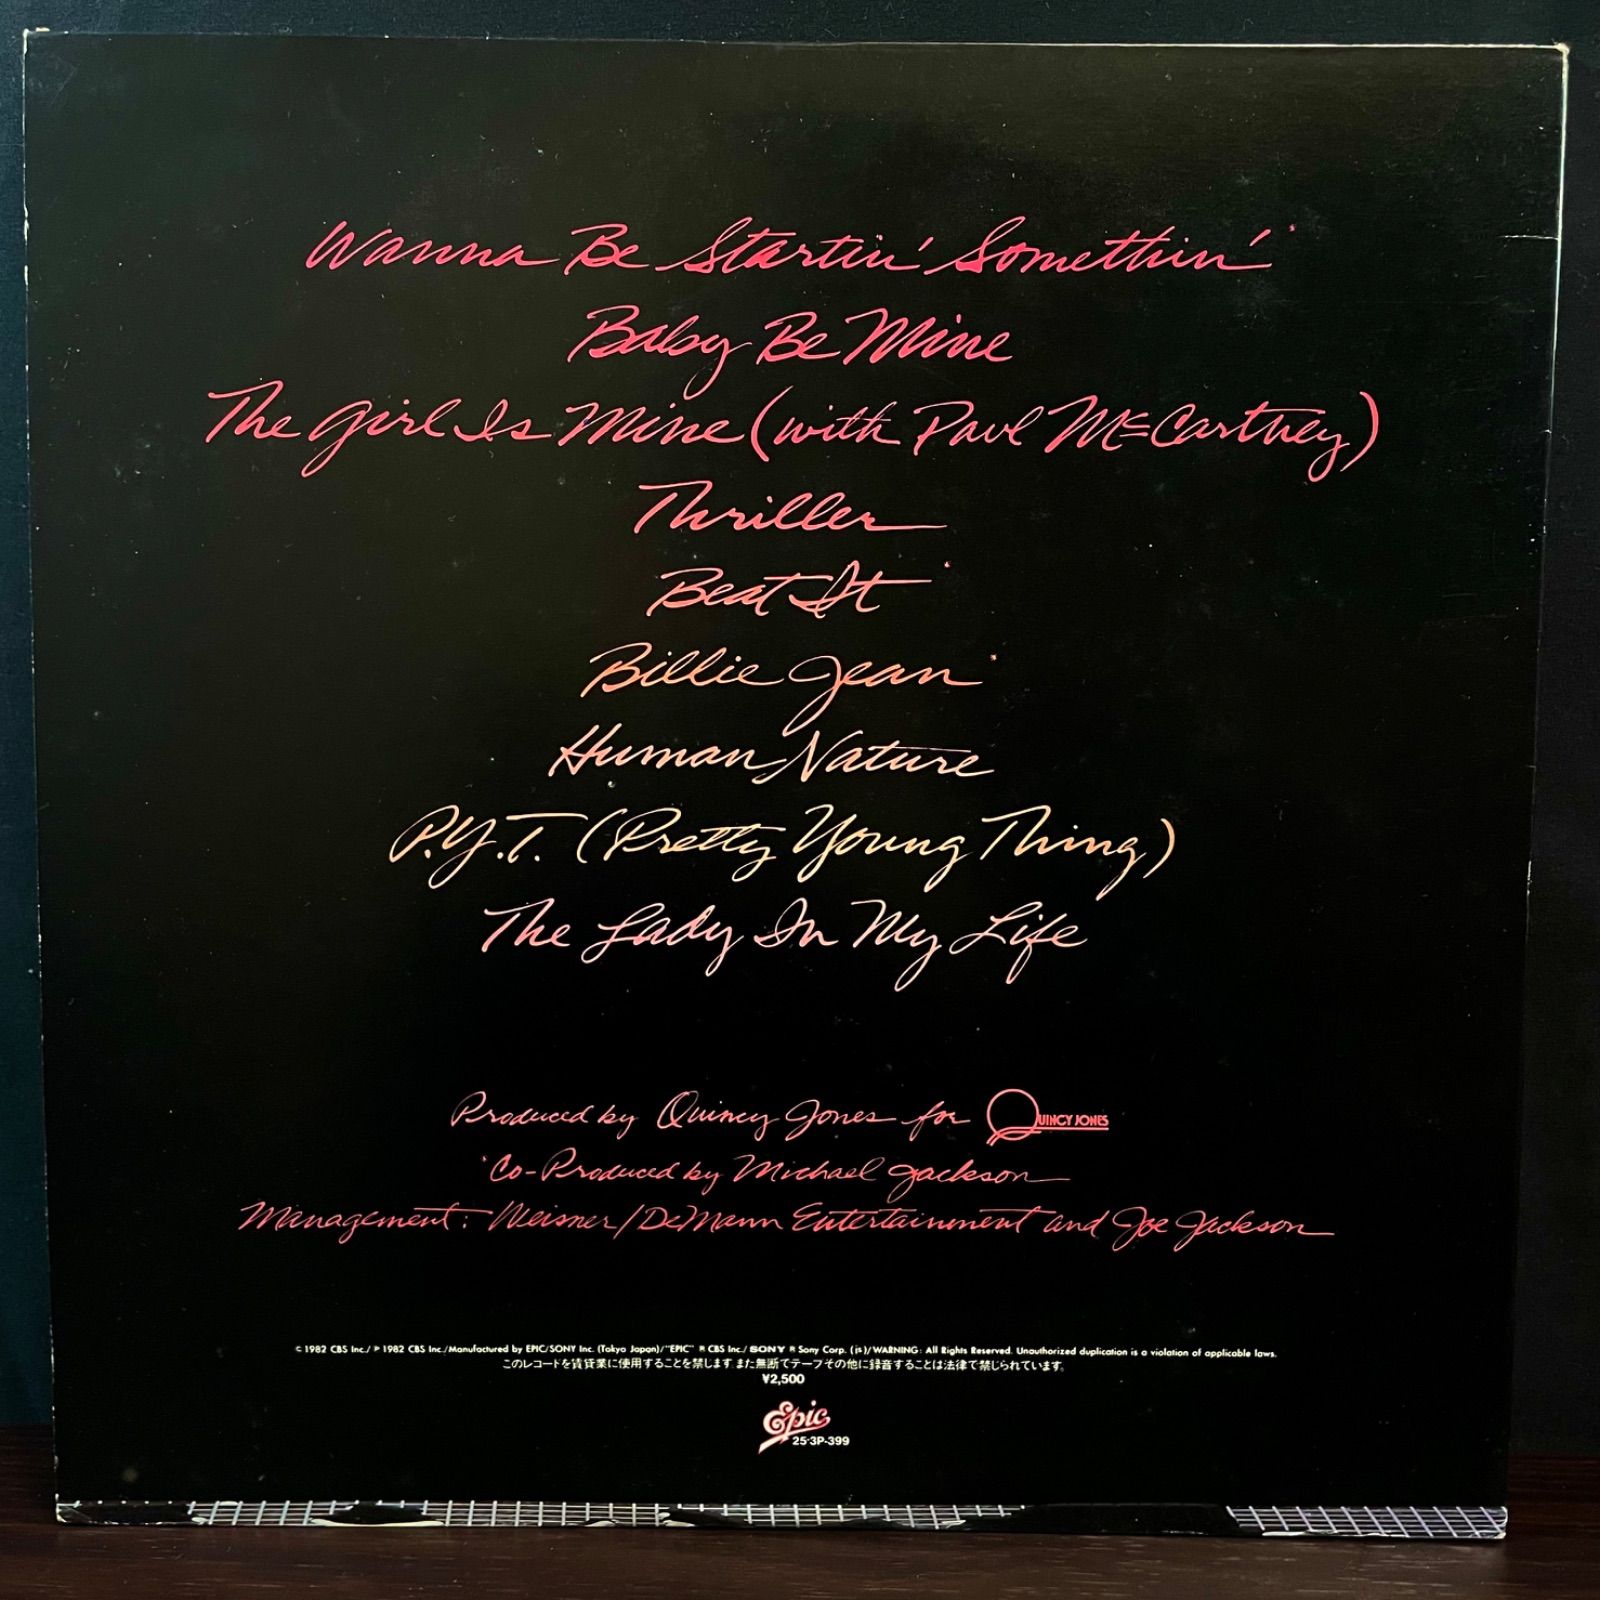 Wanna Be Startin' Somethin'*
Baby Be Mine
The Girl Is Mine (with Paul McCartney)
Thriller
Beat It*
Billie Jean*
Human Nature
P.Y.T. (Pretty Young Thing)
The Lady In My Life
Produced by Quincy Jones for QUINCY JONES
*Co-Produced by Michael Jackson
Management: Weisner/DeMann Entertainment and Joe Jackson
© 1982 CBS Inc./ ℗ 1982 CBS Inc./Manufactured by EPIC/SONY Inc. (Tokyo Japan)/"EPIC" ® CBS Inc./ SONY ® Sony Corp. (js)/WARNING: All Rights Reserved. Unauthorized duplication is a violation of applicable laws.
このレコードを賃貸業に使用することを禁じます。また無断でテープその他に録音することは法律で禁じられています。
¥2,500
Epic
25·3P-399